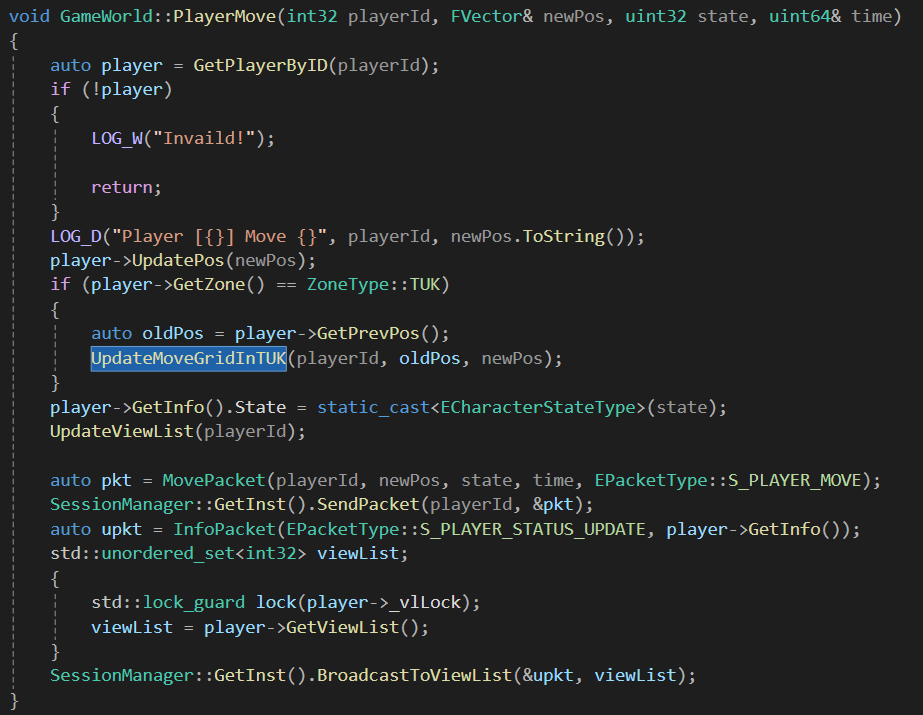 void GameWorld::PlayerMove(int32 playerId, FVector& newPos, uint32 state, uint64& time)
{
    auto player = GetPlayerByID(playerId);
    if (!player)
    {
        LOG_W("Invaild!");

        return;
    }
    LOG_D("Player [{}] Move {}", playerId, newPos.ToString());
    player->UpdatePos(newPos);
    if (player->GetZone() == ZoneType::TUK)
    {
        auto oldPos = player->GetPrevPos();
        UpdateMoveGridInTUK(playerId, oldPos, newPos);
    }
    player->GetInfo().State = static_cast<ECharacterStateType>(state);
    UpdateViewList(playerId);

    auto pkt = MovePacket(playerId, newPos, state, time, EPacketType::S_PLAYER_MOVE);
    SessionManager::GetInst().SendPacket(playerId, &pkt);
    auto upkt = InfoPacket(EPacketType::S_PLAYER_STATUS_UPDATE, player->GetInfo());
    std::unordered_set<int32> viewList;
    {
        std::lock_guard lock(player->_vlLock);
        viewList = player->GetViewList();
    }
    SessionManager::GetInst().BroadcastToViewList(&upkt, viewList);
}